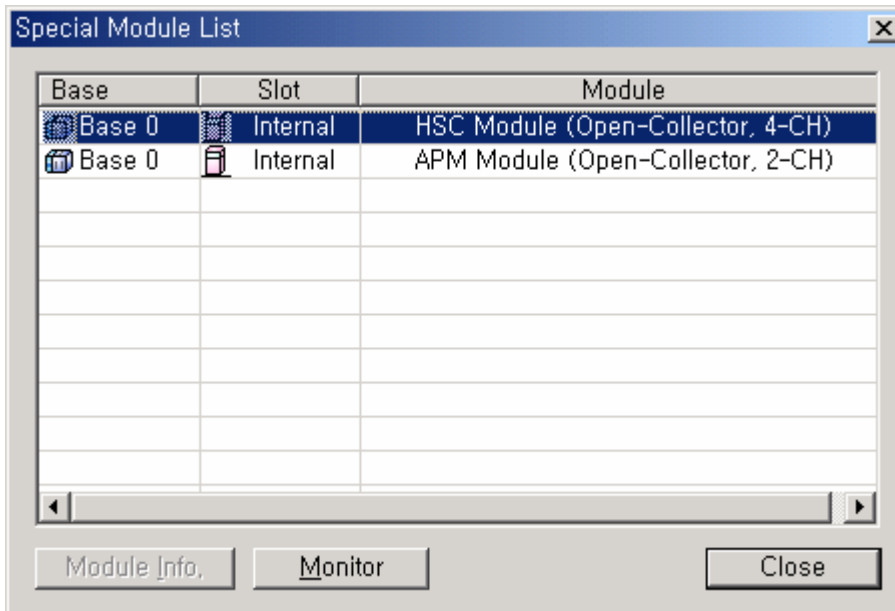 Special Module List
Base Slot Module
Base 0 Internal HSC Module (Open-Collector, 4-CH)
Base 0 Internal APM Module (Open-Collector, 2-CH)
Module Info, Monitor Close